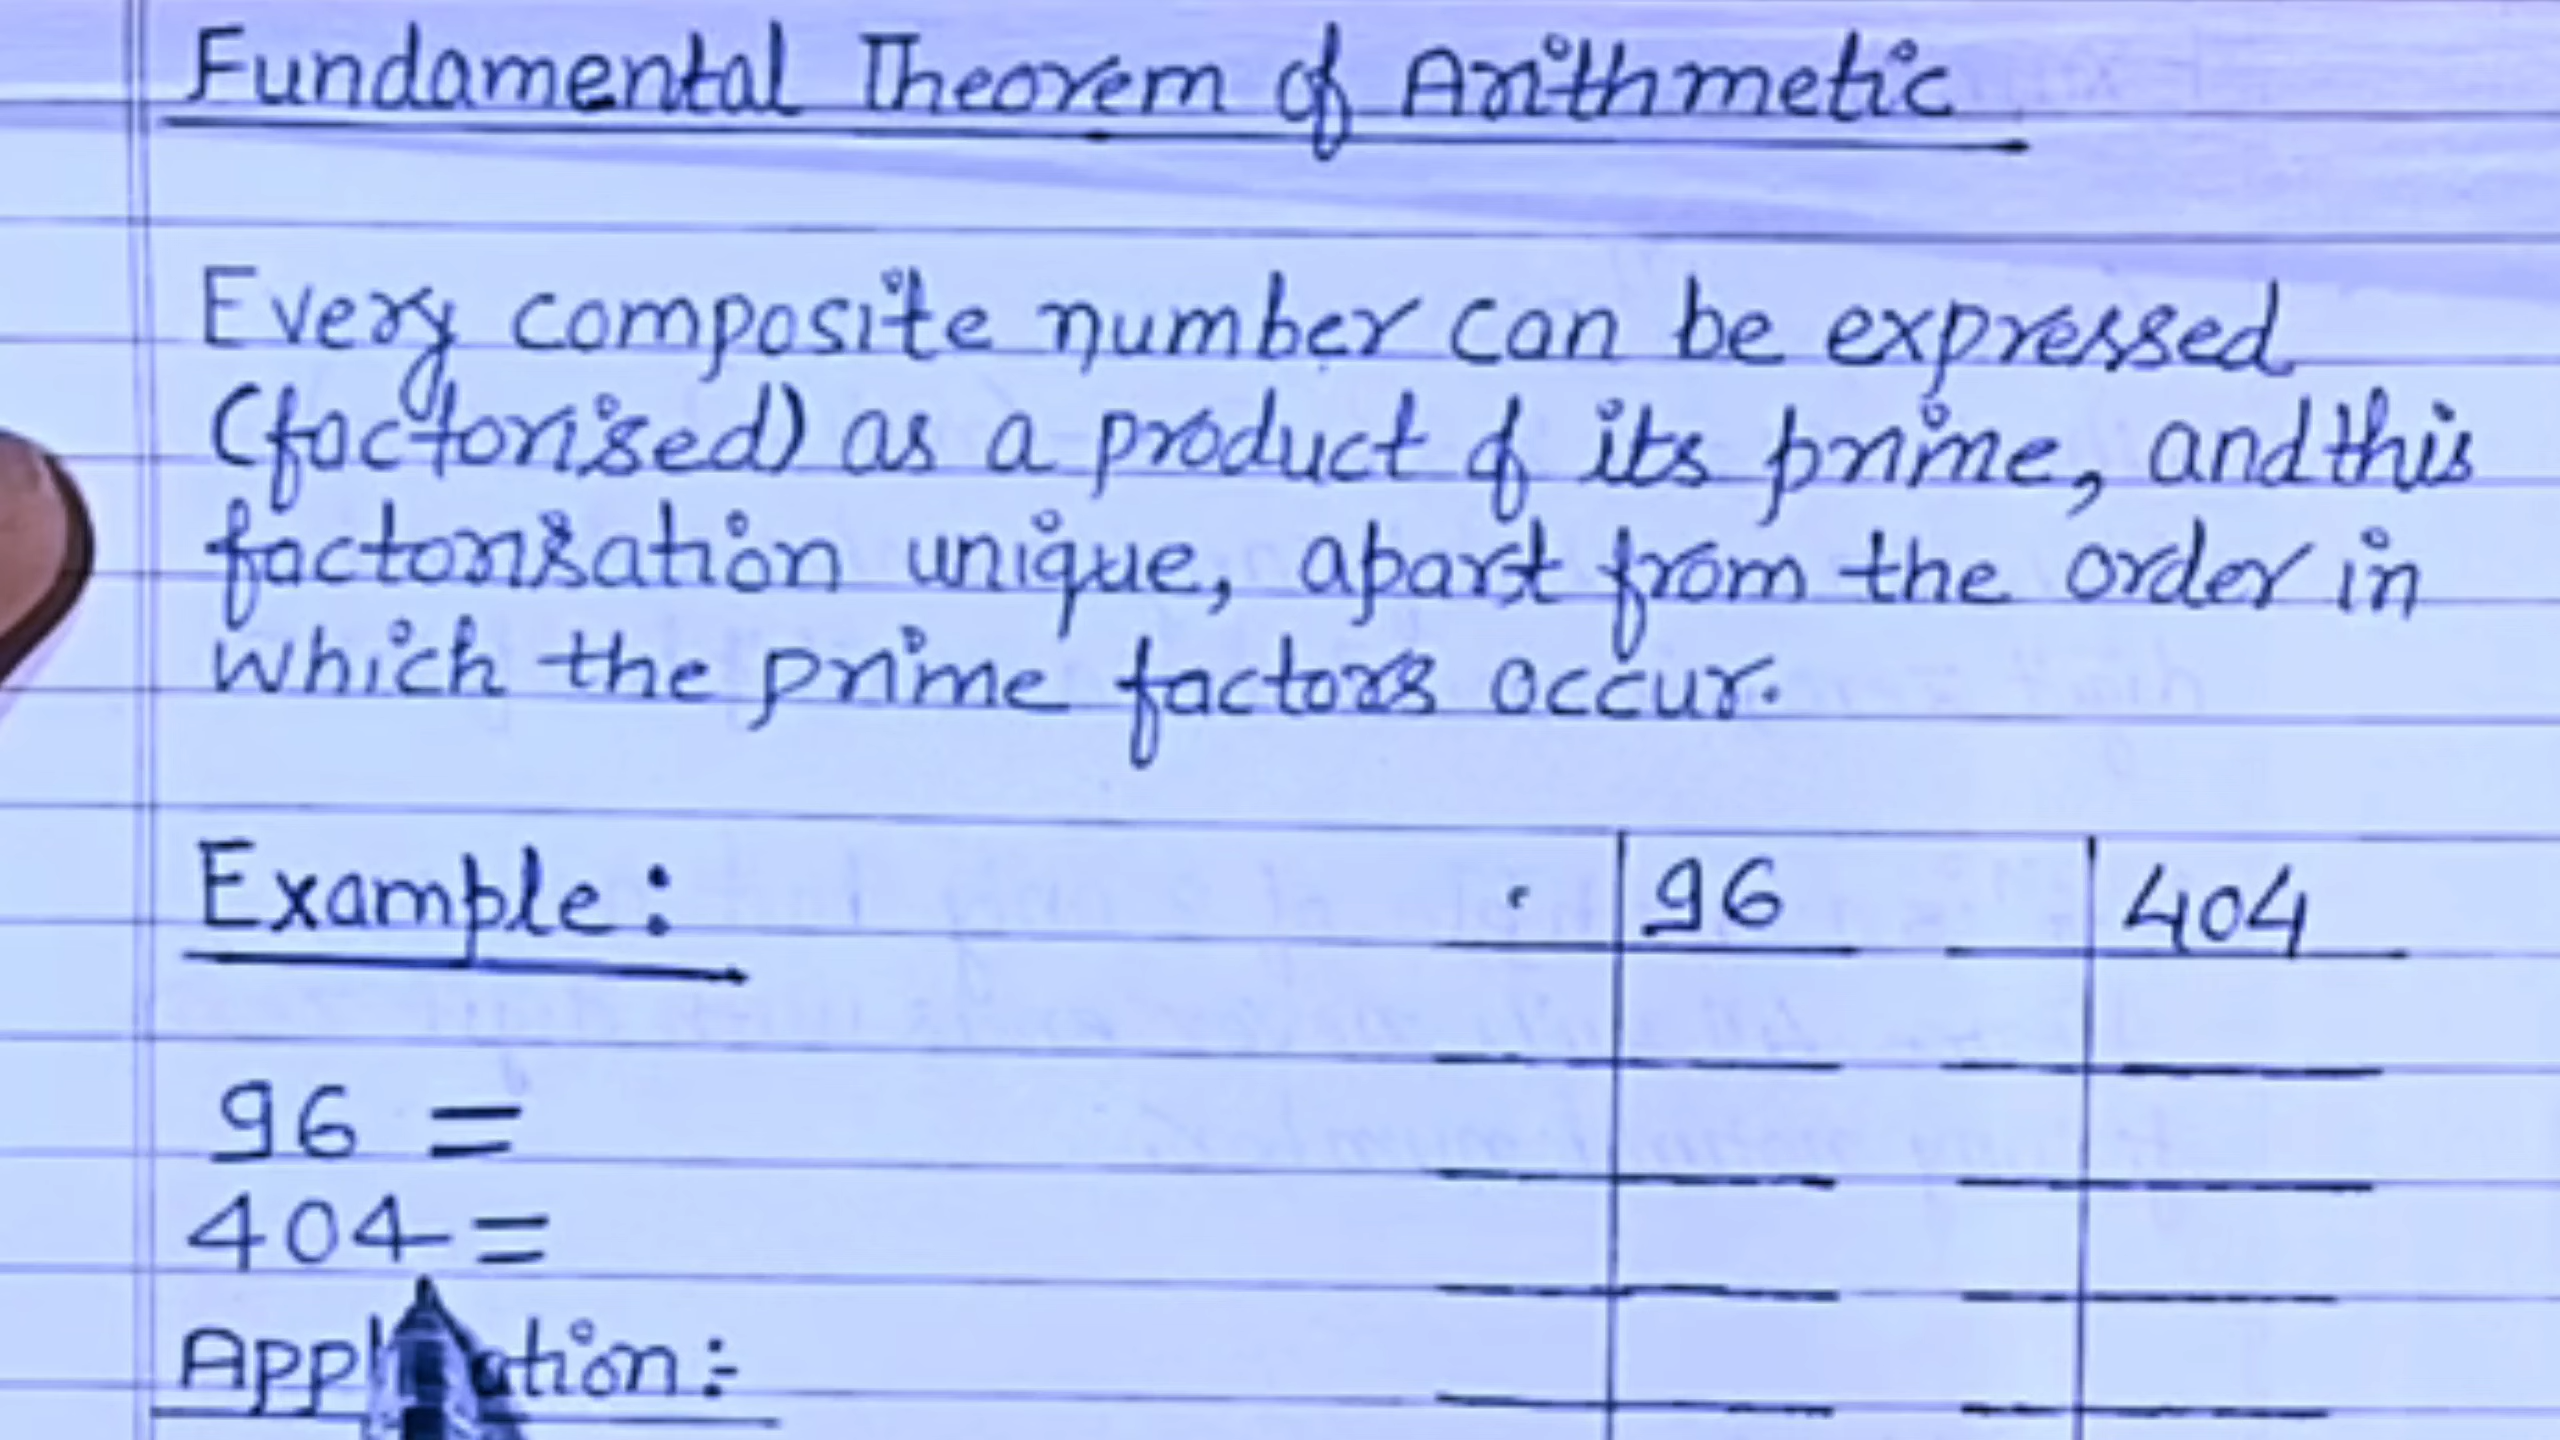 Fundamental Theorem of Arithmetic
Every composite number can be expressed
(factorised) as a product of its prime, and this
factorisation unique, apart from the order in
which the prime factors occur.
Example: 96 404
96 =
404 =